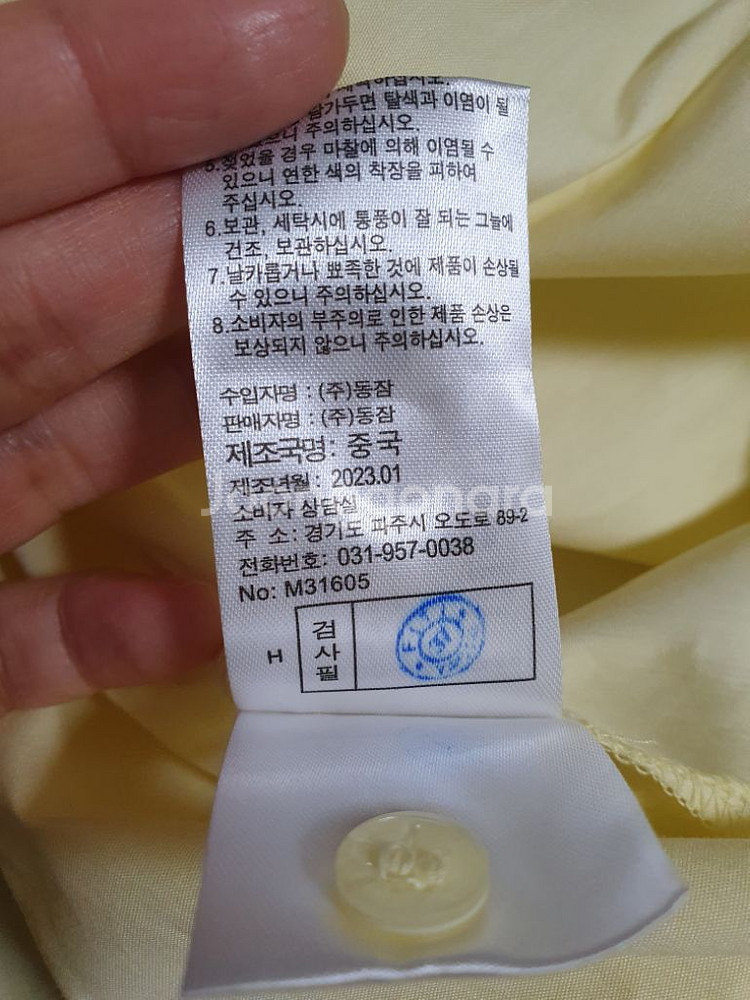 하십시오.
담가두면 탈색과 이염이 될
주의하십시오.
5.젖었을 경우 마찰에 의해 이염될 수
있으니 연한 색의 착장을 피하여
주십시오.
6.보관, 세탁시에 통풍이 잘 되는 그늘에
건조, 보관하십시오.
7.날카롭거나 뾰족한 것에 제품이 손상될
수 있으니 주의하십시오.
8.소비자의 부주의로 인한 제품 손상은
보상되지 않으니 주의하십시오.
수입자명 : (주)동잠
판매자명 : (주)동잠
제조국명: 중국
제조년월 : 2023.01
소비자 상담실
주 소: 경기도 파주시 오도로 89-2
전화번호: 031-957-0038
No: M31605
H
검사필